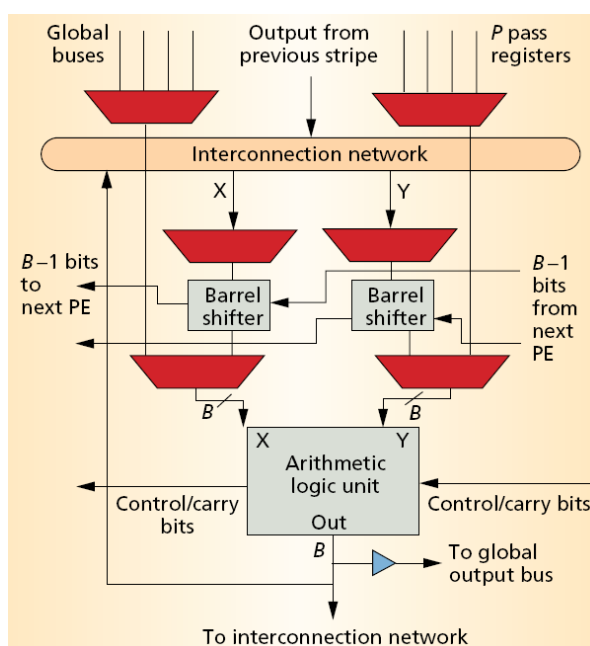 Global
buses
Output from
previous stripe
P pass
registers
Interconnection network
X
Y
B–1 bits
to
next PE
Barrel
shifter
Barrel
shifter
B–1
bits
from
next
PE
B
B
X
Y
Arithmetic
logic unit
Control/carry
bits
Control/carry bits
Out
B
To global
output bus
To interconnection network